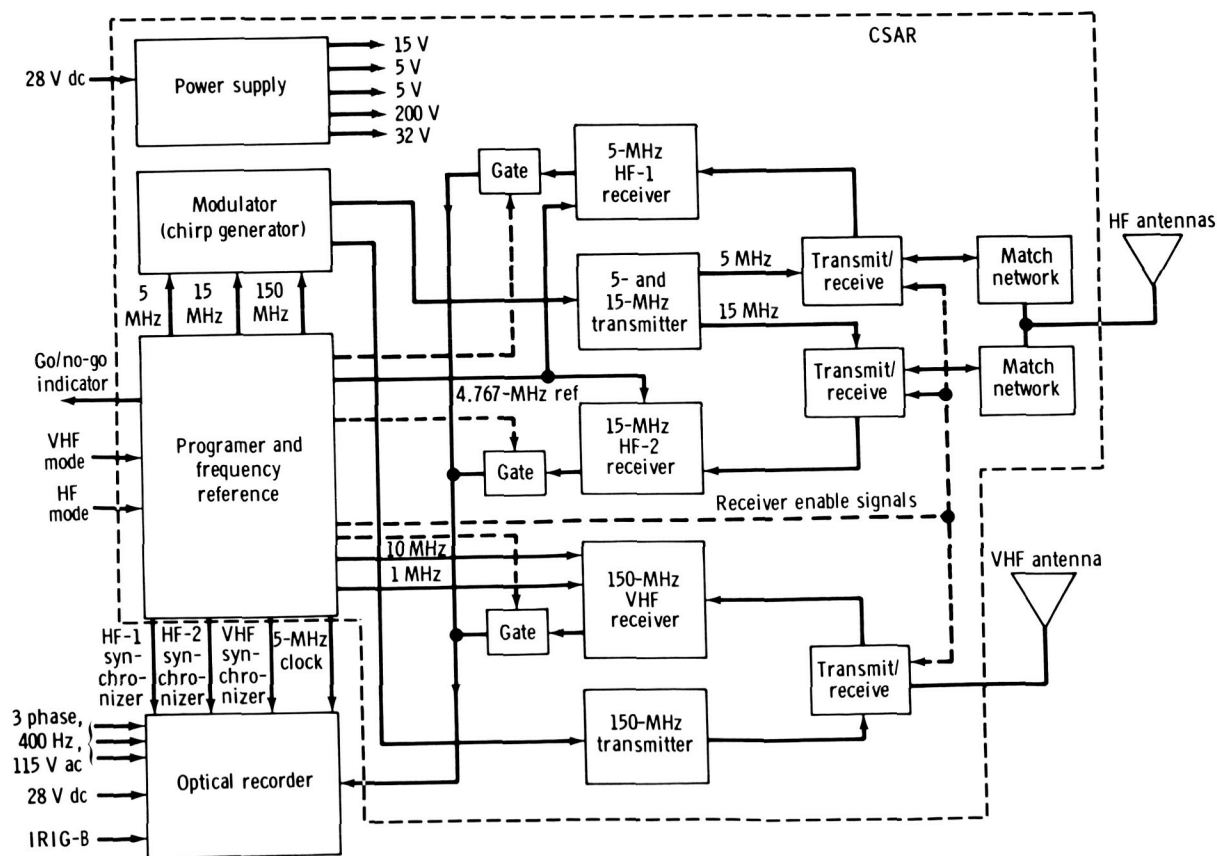 CSAR
28 V dc
Power supply
15 V
5 V
5 V
200 V
32 V
Modulator
(chirp generator)
5
MHz
15
MHz
150
MHz
Gate
5-MHz
HF-1
receiver
5- and
15-MHz
transmitter
5 MHz
15 MHz
Transmit/
receive
Match
network
HF antennas
Transmit/
receive
Match
network
Go/no-go
indicator
VHF
mode
HF
mode
Programer and
frequency
reference
4.767-MHz ref
15-MHz
HF-2
receiver
Gate
Receiver enable signals
10 MHz
1 MHz
150-MHz
VHF
receiver
Gate
VHF antenna
Transmit/
receive
150-MHz
transmitter
HF-1
syn-
chro-
nizer
HF-2
syn-
chro-
nizer
VHF
syn-
chro-
nizer
5-MHz
clock
3 phase,
400 Hz,
115 V ac
28 V dc
IRIG-B
Optical recorder